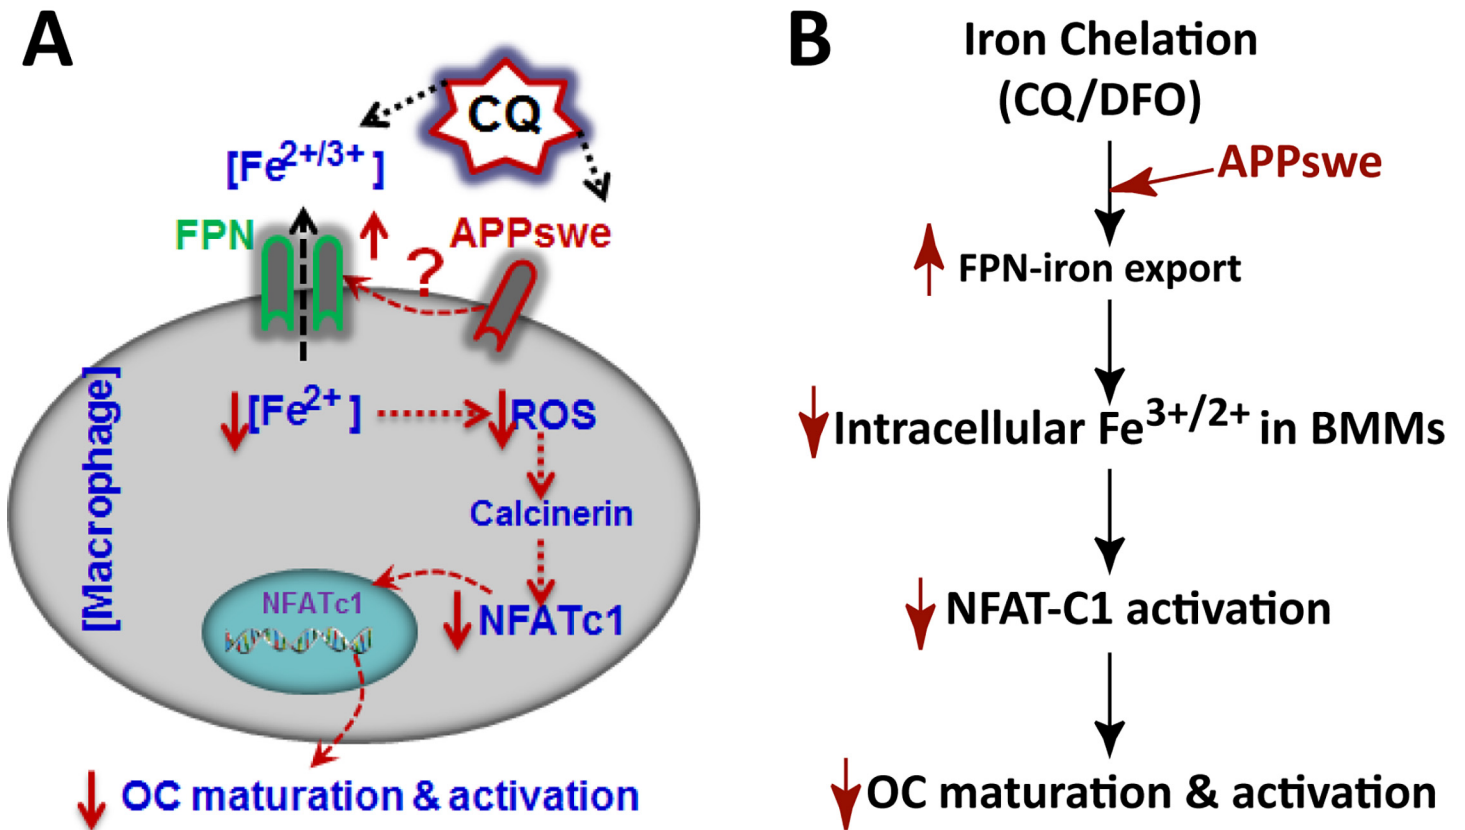 A
CQ
[Fe2+/3+ ]
FPN
APPswe
?
[Macrophage]
[Fe2+ ]
ROS
Calcinerin
NFATc1
NFATc1
OC maturation & activation
B
Iron Chelation
(CQ/DFO)
APPswe
FPN-iron export
Intracellular Fe3+/2+ in BMMs
NFAT-C1 activation
OC maturation & activation